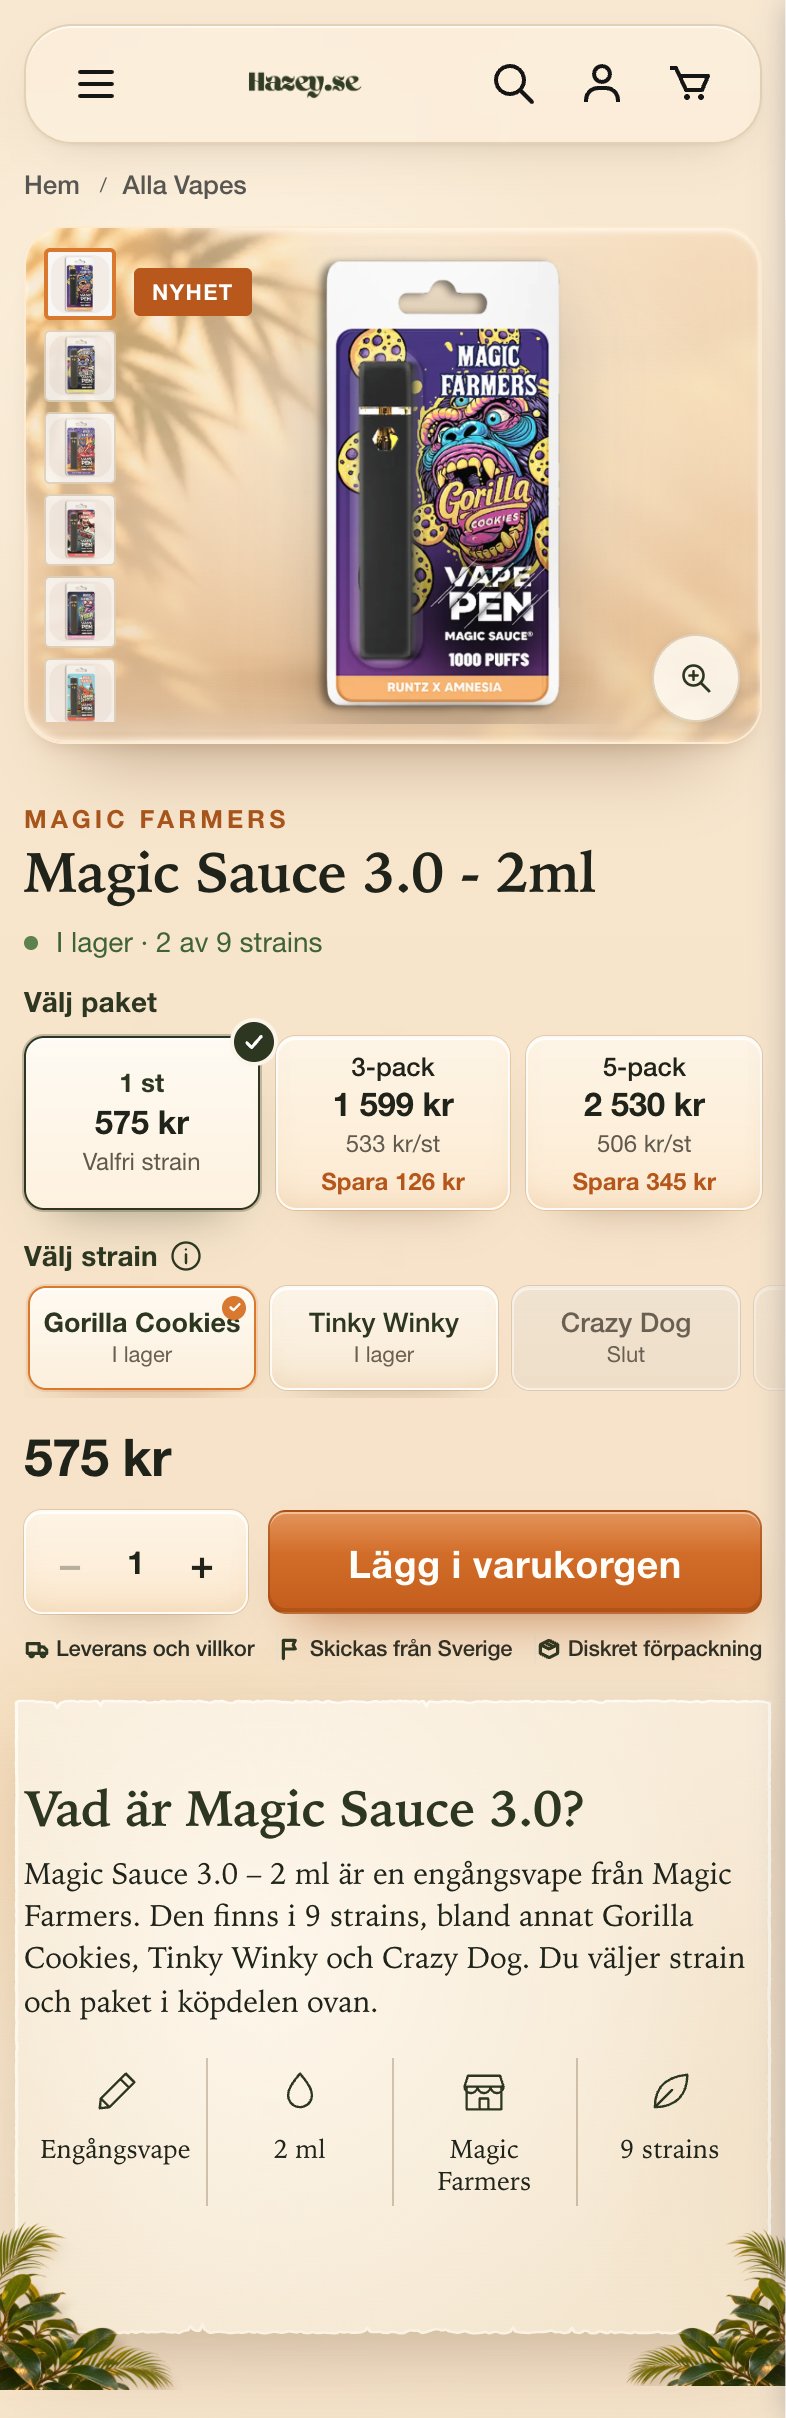 Hazey.se
Hem / Alla Vapes
NYHET
MAGIC
FARMERS
Gorilla
COOKIES
VAPE
PEN
MAGIC SAUCE®
1000 PUFFS
RUNTZ X AMNESIA
MAGIC FARMERS
Magic Sauce 3.0 - 2ml
I lager · 2 av 9 strains
Välj paket
1 st
575 kr
Valfri strain
3-pack
1 599 kr
533 kr/st
Spara 126 kr
5-pack
2 530 kr
506 kr/st
Spara 345 kr
Välj strain
Gorilla Cookies
I lager
Tinky Winky
I lager
Crazy Dog
Slut
575 kr
− 1 +
Lägg i varukorgen
Leverans och villkor
Skickas från Sverige
Diskret förpackning
Vad är Magic Sauce 3.0?
Magic Sauce 3.0 – 2 ml är en engångsvape från Magic
Farmers. Den finns i 9 strains, bland annat Gorilla
Cookies, Tinky Winky och Crazy Dog. Du väljer strain
och paket i köpdelen ovan.
Engångsvape
2 ml
Magic
Farmers
9 strains